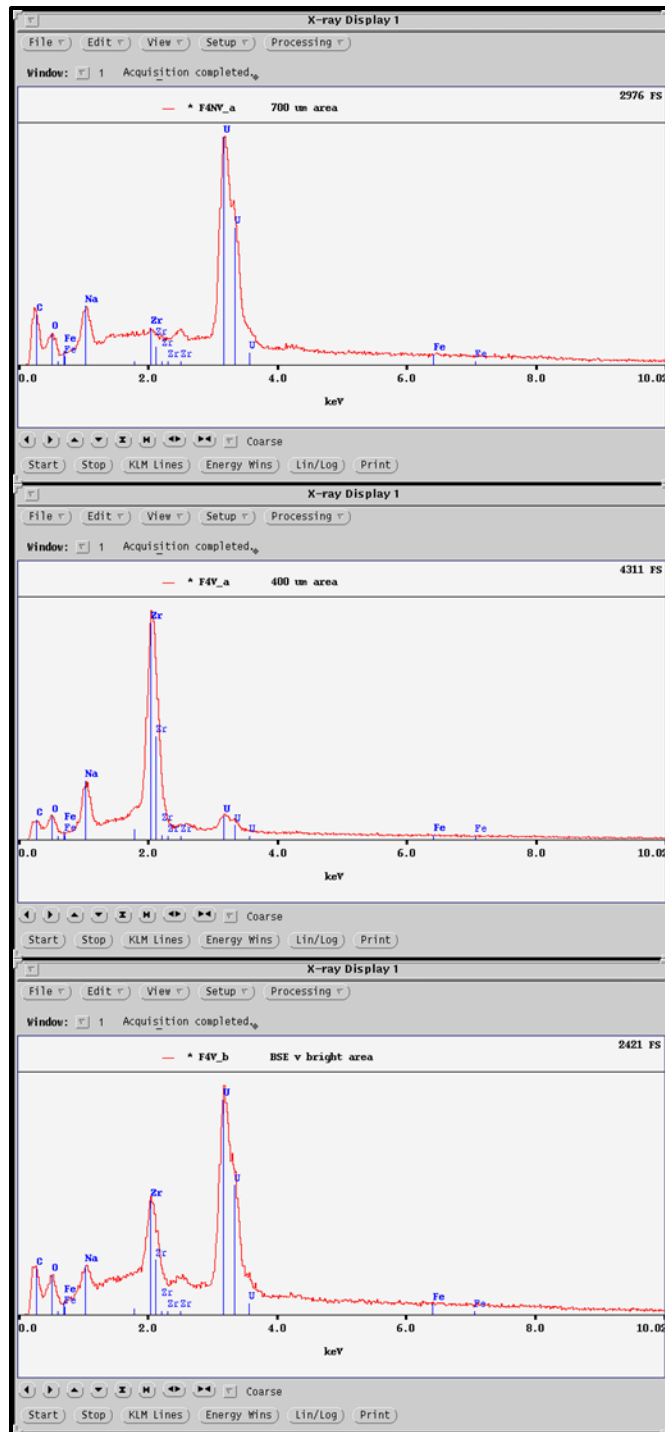 X-ray Display 1
File Edit View Setup Processing
Window: 1 Acquisition completed.
2976 FS
* F4NV_a 700 um area
U
U
C O Fe Fe Na Zr Zr Zr Zr Zr U Fe Fe
0.0 2.0 4.0 6.0 8.0 10.02
keV
Coarse
Start Stop KLM Lines Energy Wins Lin/Log Print
X-ray Display 1
File Edit View Setup Processing
Window: 1 Acquisition completed.
4311 FS
* F4V_a 400 um area
Zr
Zr
C O Fe Fe Na Zr Zr Zr U U U Fe Fe
0.0 2.0 4.0 6.0 8.0 10.02
keV
Coarse
Start Stop KLM Lines Energy Wins Lin/Log Print
X-ray Display 1
File Edit View Setup Processing
Window: 1 Acquisition completed.
2421 FS
* F4V_b BSE v bright area
U
U
C O Fe Fe Na Zr Zr Zr Zr Zr U Fe Fe
0.0 2.0 4.0 6.0 8.0 10.02
keV
Coarse
Start Stop KLM Lines Energy Wins Lin/Log Print